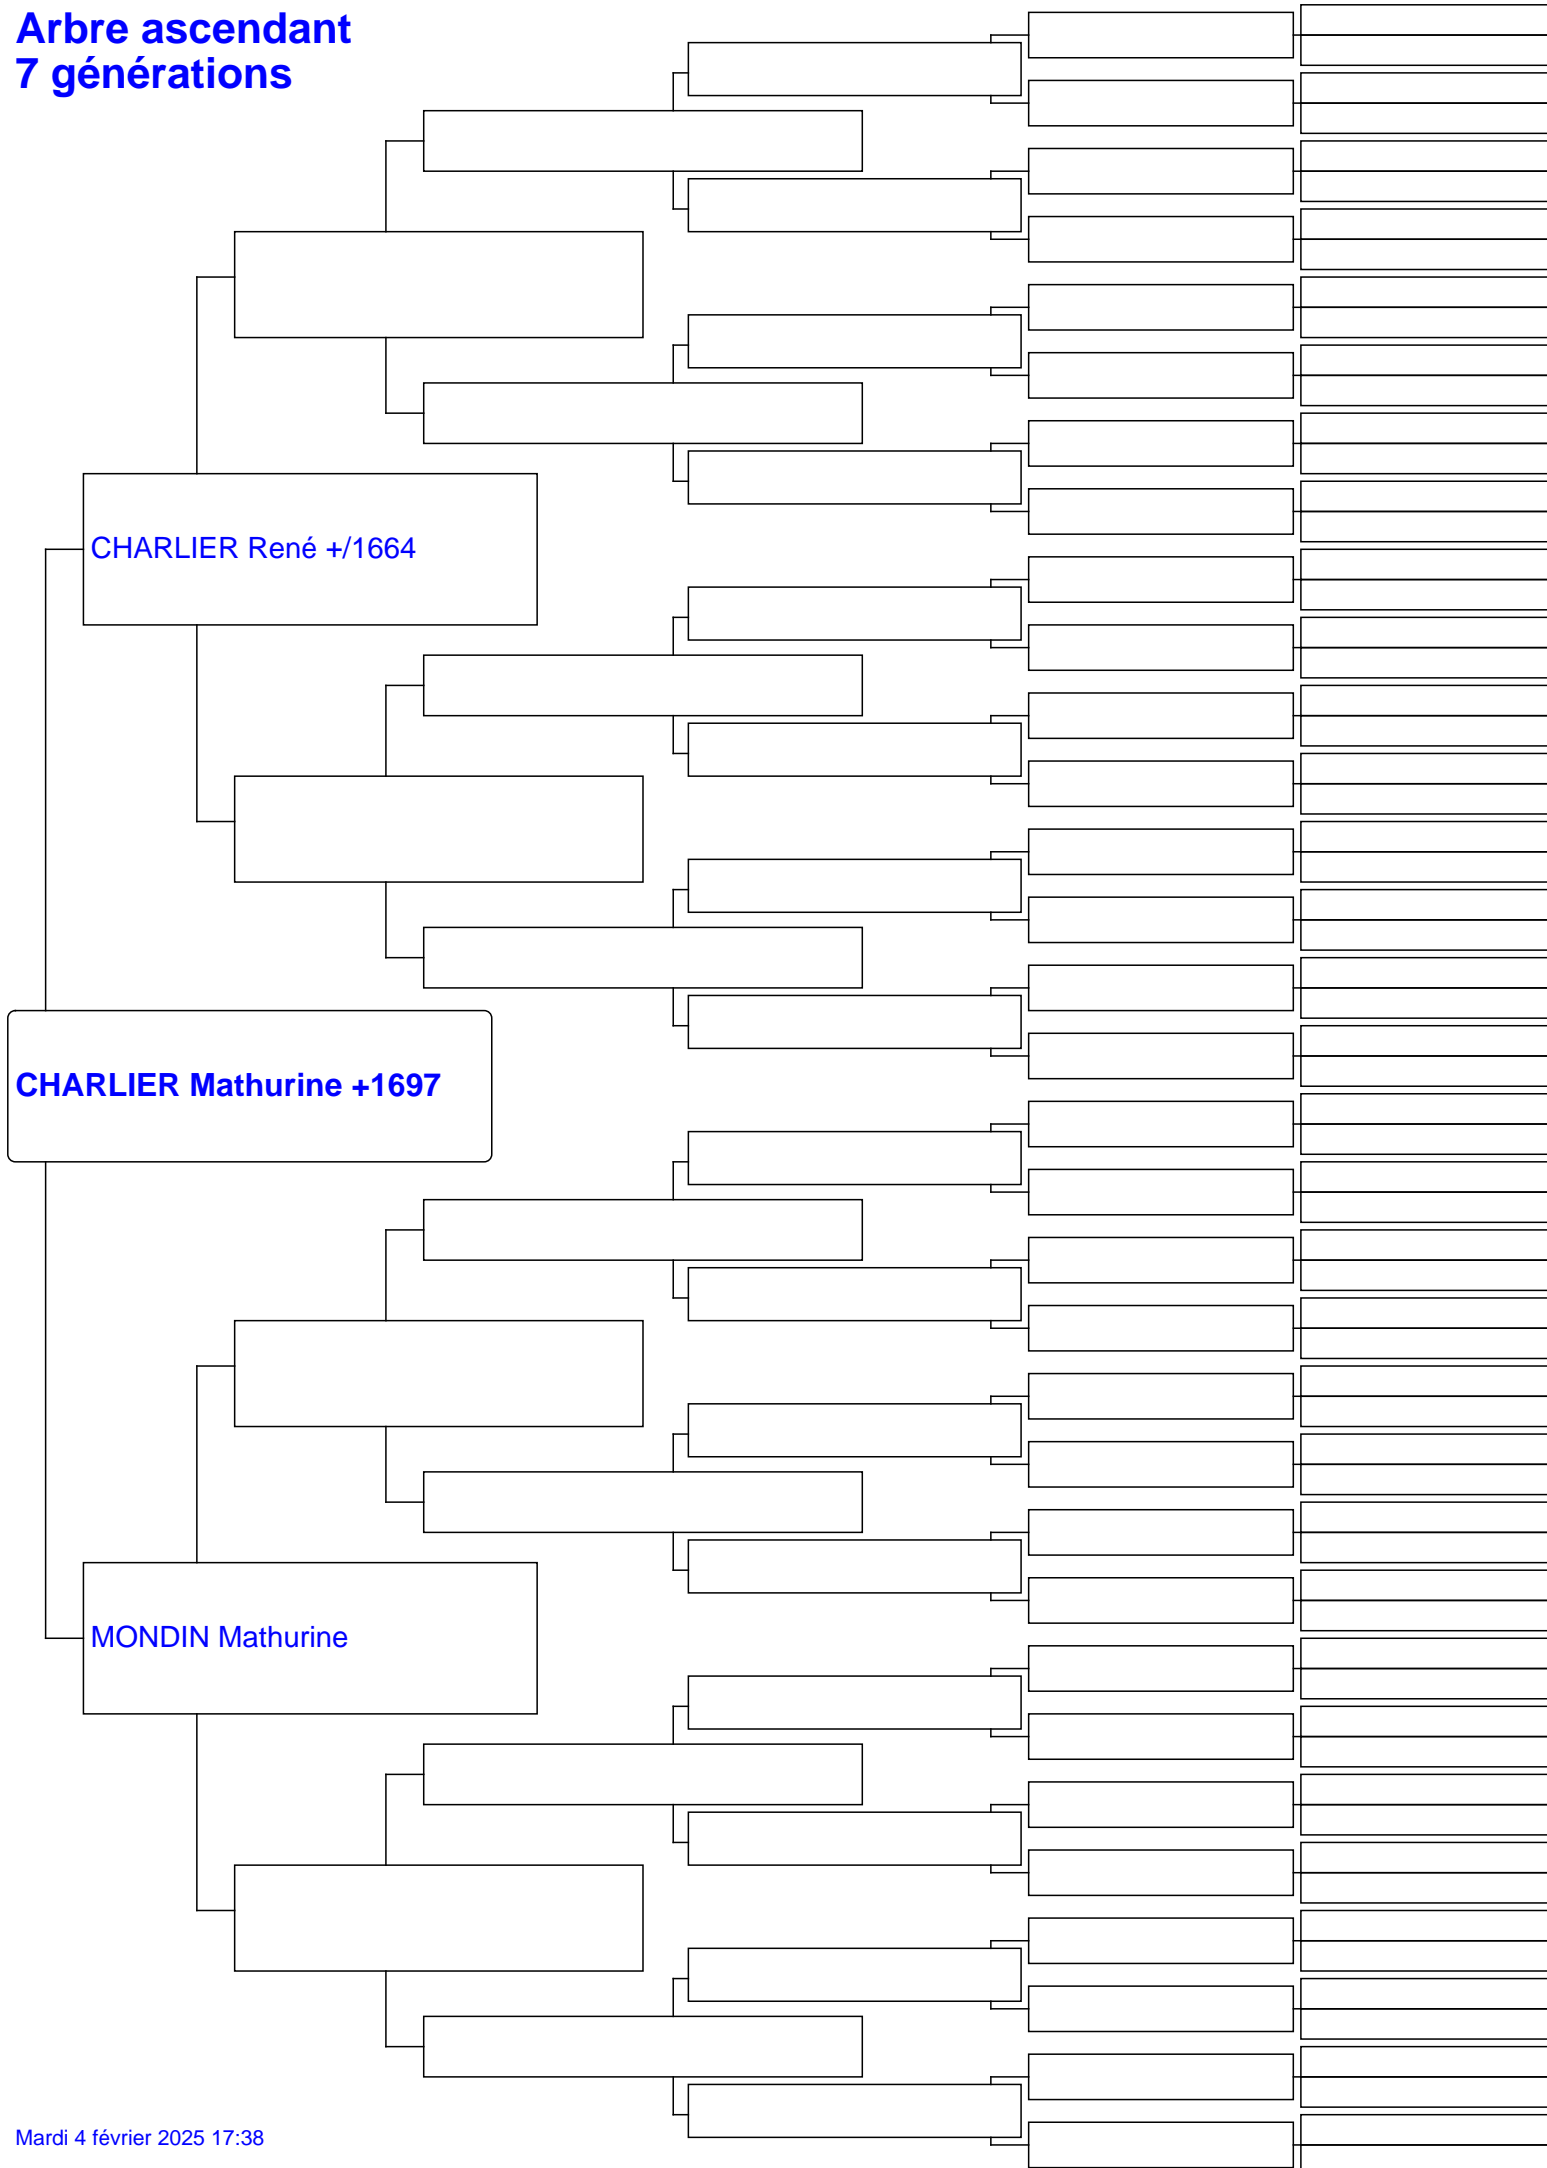 Arbre ascendant
7 générations
CHARLIER René +/1664
CHARLIER Mathurine +1697
MONDIN Mathurine
Mardi 4 février 2025 17:38